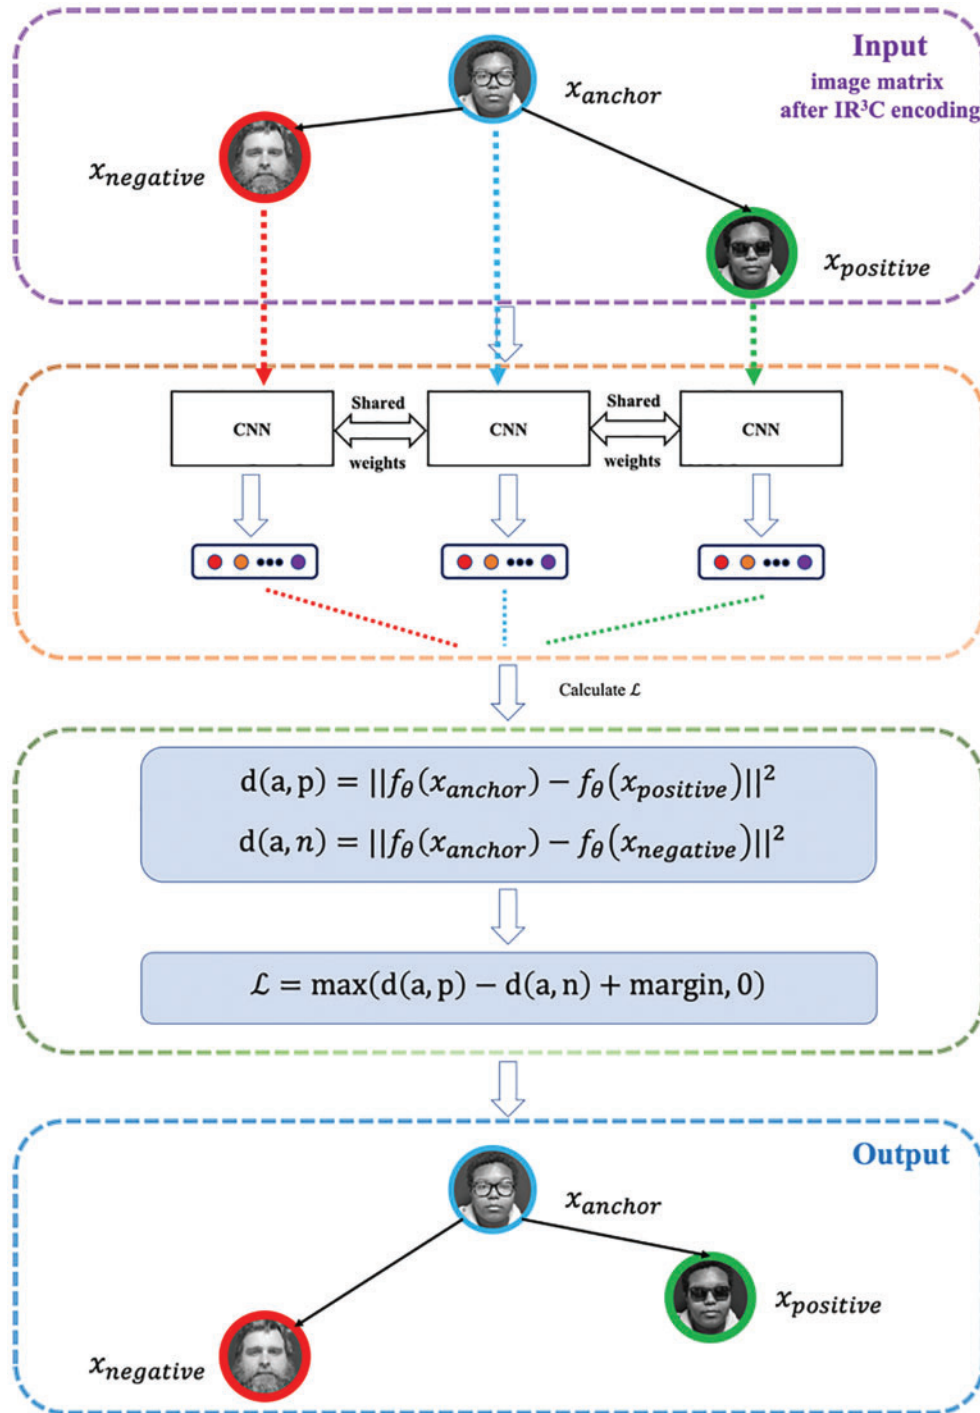 Input
image matrix
after IR³C encoding
x_anchor
x_negative
x_positive
Shared
Shared
CNN
CNN
CNN
weights
weights
Calculate ℒ
d(a, p) = ||f_θ(x_anchor) − f_θ(x_positive)||²
d(a, n) = ||f_θ(x_anchor) − f_θ(x_negative)||²
ℒ = max(d(a, p) − d(a, n) + margin, 0)
Output
x_anchor
x_positive
x_negative